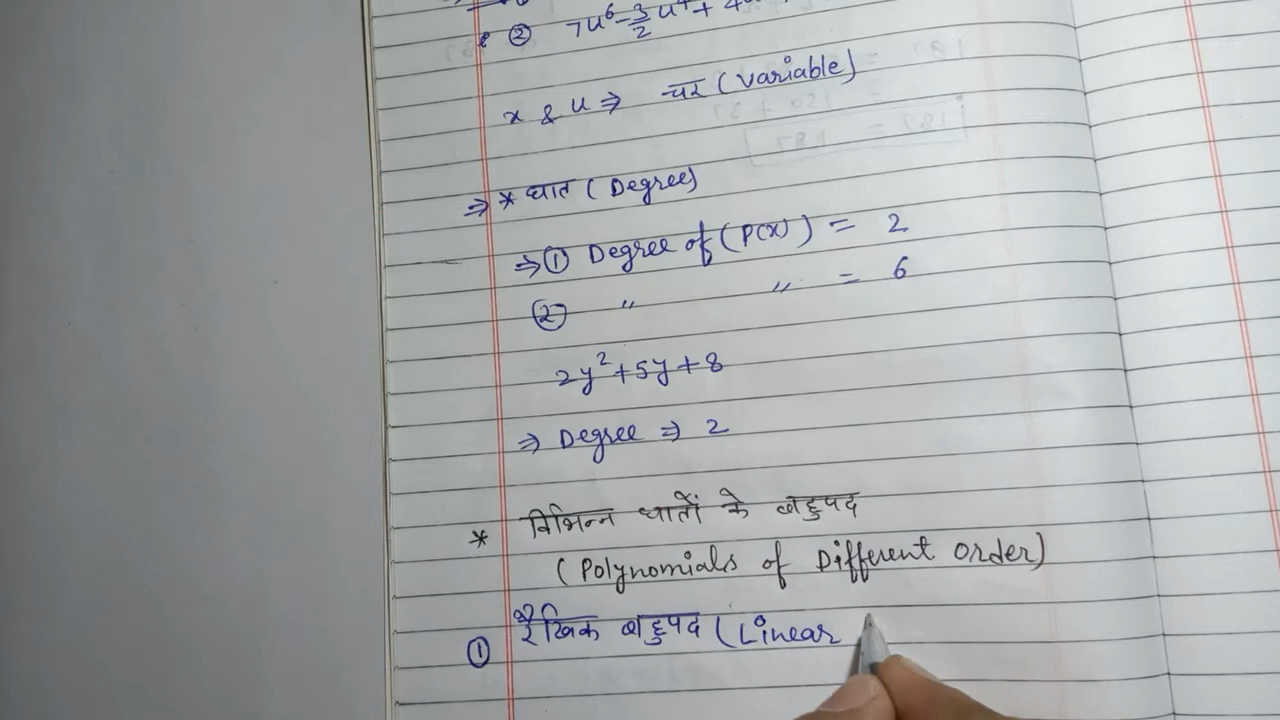 ② 7u⁶ - 3/2 u⁴ + 4
x & u ⇒ चर (Variable)
⇒ * घात (Degree)
⇒ ① Degree of (P(x)) = 2
② " " = 6
2y² + 5y + 8
⇒ Degree ⇒ 2
* विभिन्न घातों के बहुपद
(Polynomials of Different Order)
① रैखिक बहुपद (Linear